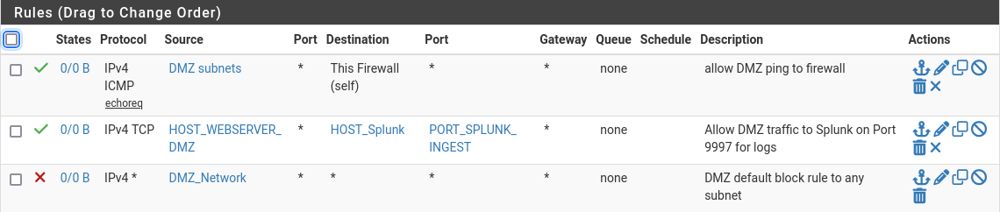 Rules (Drag to Change Order)
States Protocol Source Port Destination Port Gateway Queue Schedule Description Actions
0/0 B IPv4 ICMP echoreq DMZ subnets * This Firewall (self) * * none allow DMZ ping to firewall
0/0 B IPv4 TCP HOST_WEBSERVER_DMZ * HOST_Splunk PORT_SPLUNK_INGEST * none Allow DMZ traffic to Splunk on Port 9997 for logs
0/0 B IPv4 * DMZ_Network * * * * none DMZ default block rule to any subnet